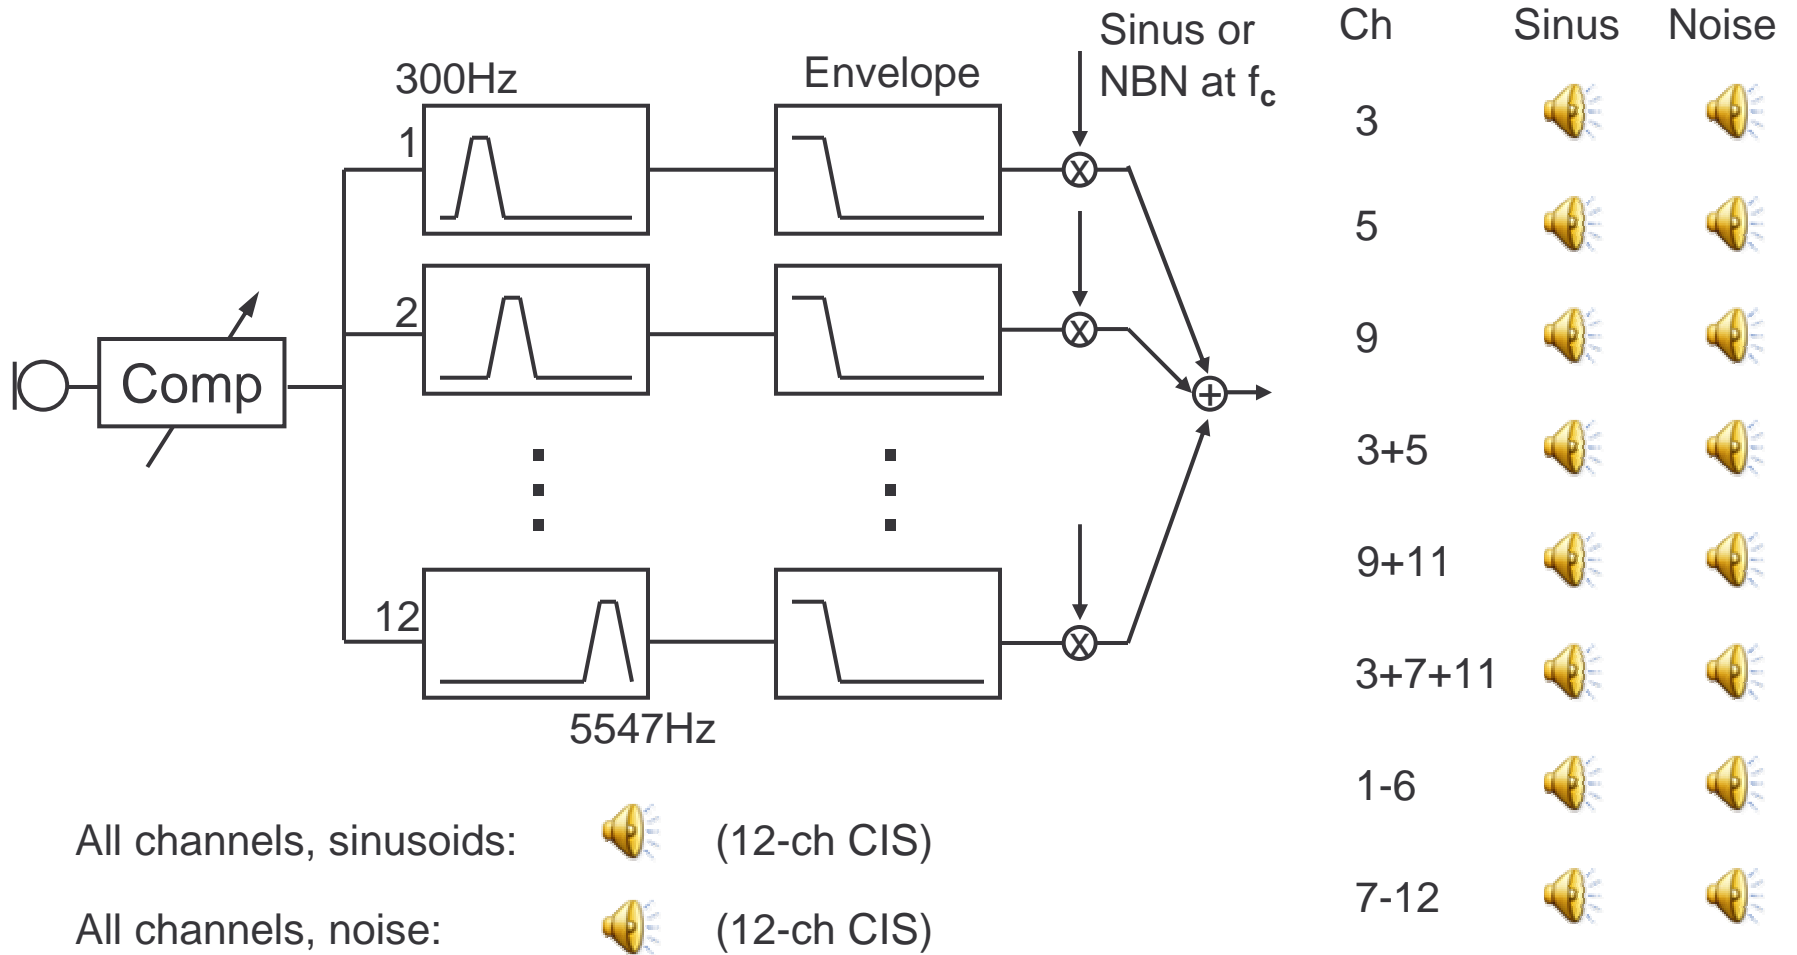 300Hz
Envelope
Sinus or
NBN at fc
Ch Sinus Noise
1
X
3
5
2
X
9
Comp
+
3+5
9+11
12
X
3+7+11
5547Hz
1-6
All channels, sinusoids: (12-ch CIS)
7-12
All channels, noise: (12-ch CIS)